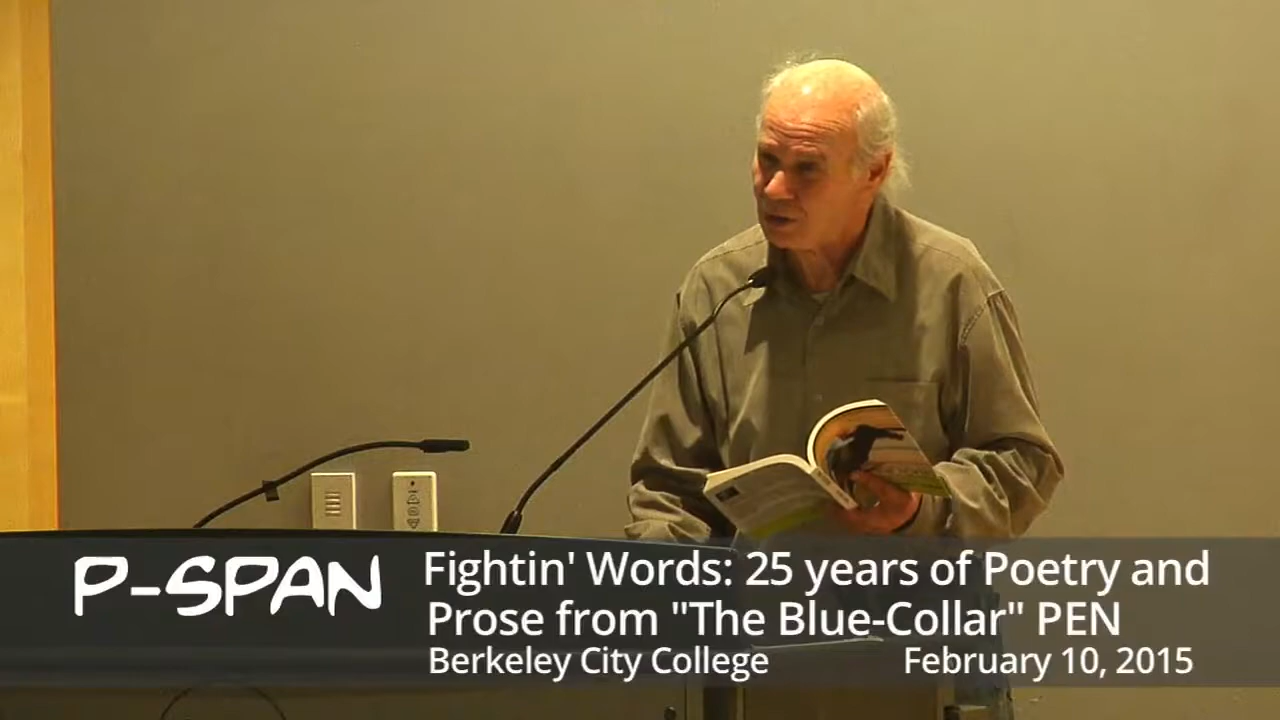 P-SPAN
Fightin' Words: 25 years of Poetry and
Prose from "The Blue-Collar" PEN
Berkeley City College
February 10, 2015